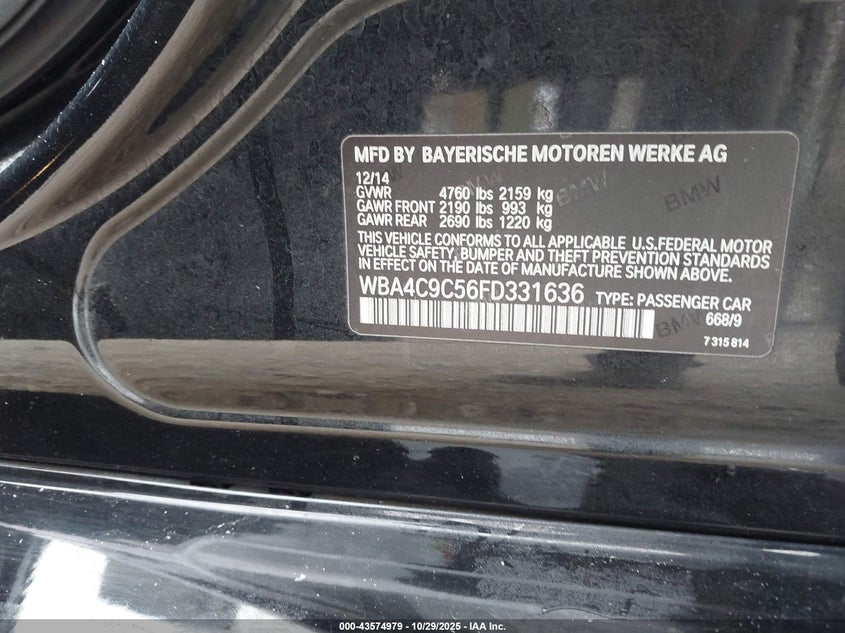 MFD BY BAYERISCHE MOTOREN WERKE AG
12/14
GVWR 4760 lbs 2159 kg
GAWR FRONT 2190 lbs 993 kg
GAWR REAR 2690 lbs 1220 kg
THIS VEHICLE CONFORMS TO ALL APPLICABLE U.S.FEDERAL MOTOR
VEHICLE SAFETY, BUMPER AND THEFT PREVENTION STANDARDS
IN EFFECT ON THE DATE OF MANUFACTURE SHOWN ABOVE.
WBA4C9C56FD331636 TYPE: PASSENGER CAR
668/9
7 315 814
BMW
BMW
BMW
000-43574979 - 10/29/2025 - IAA Inc.